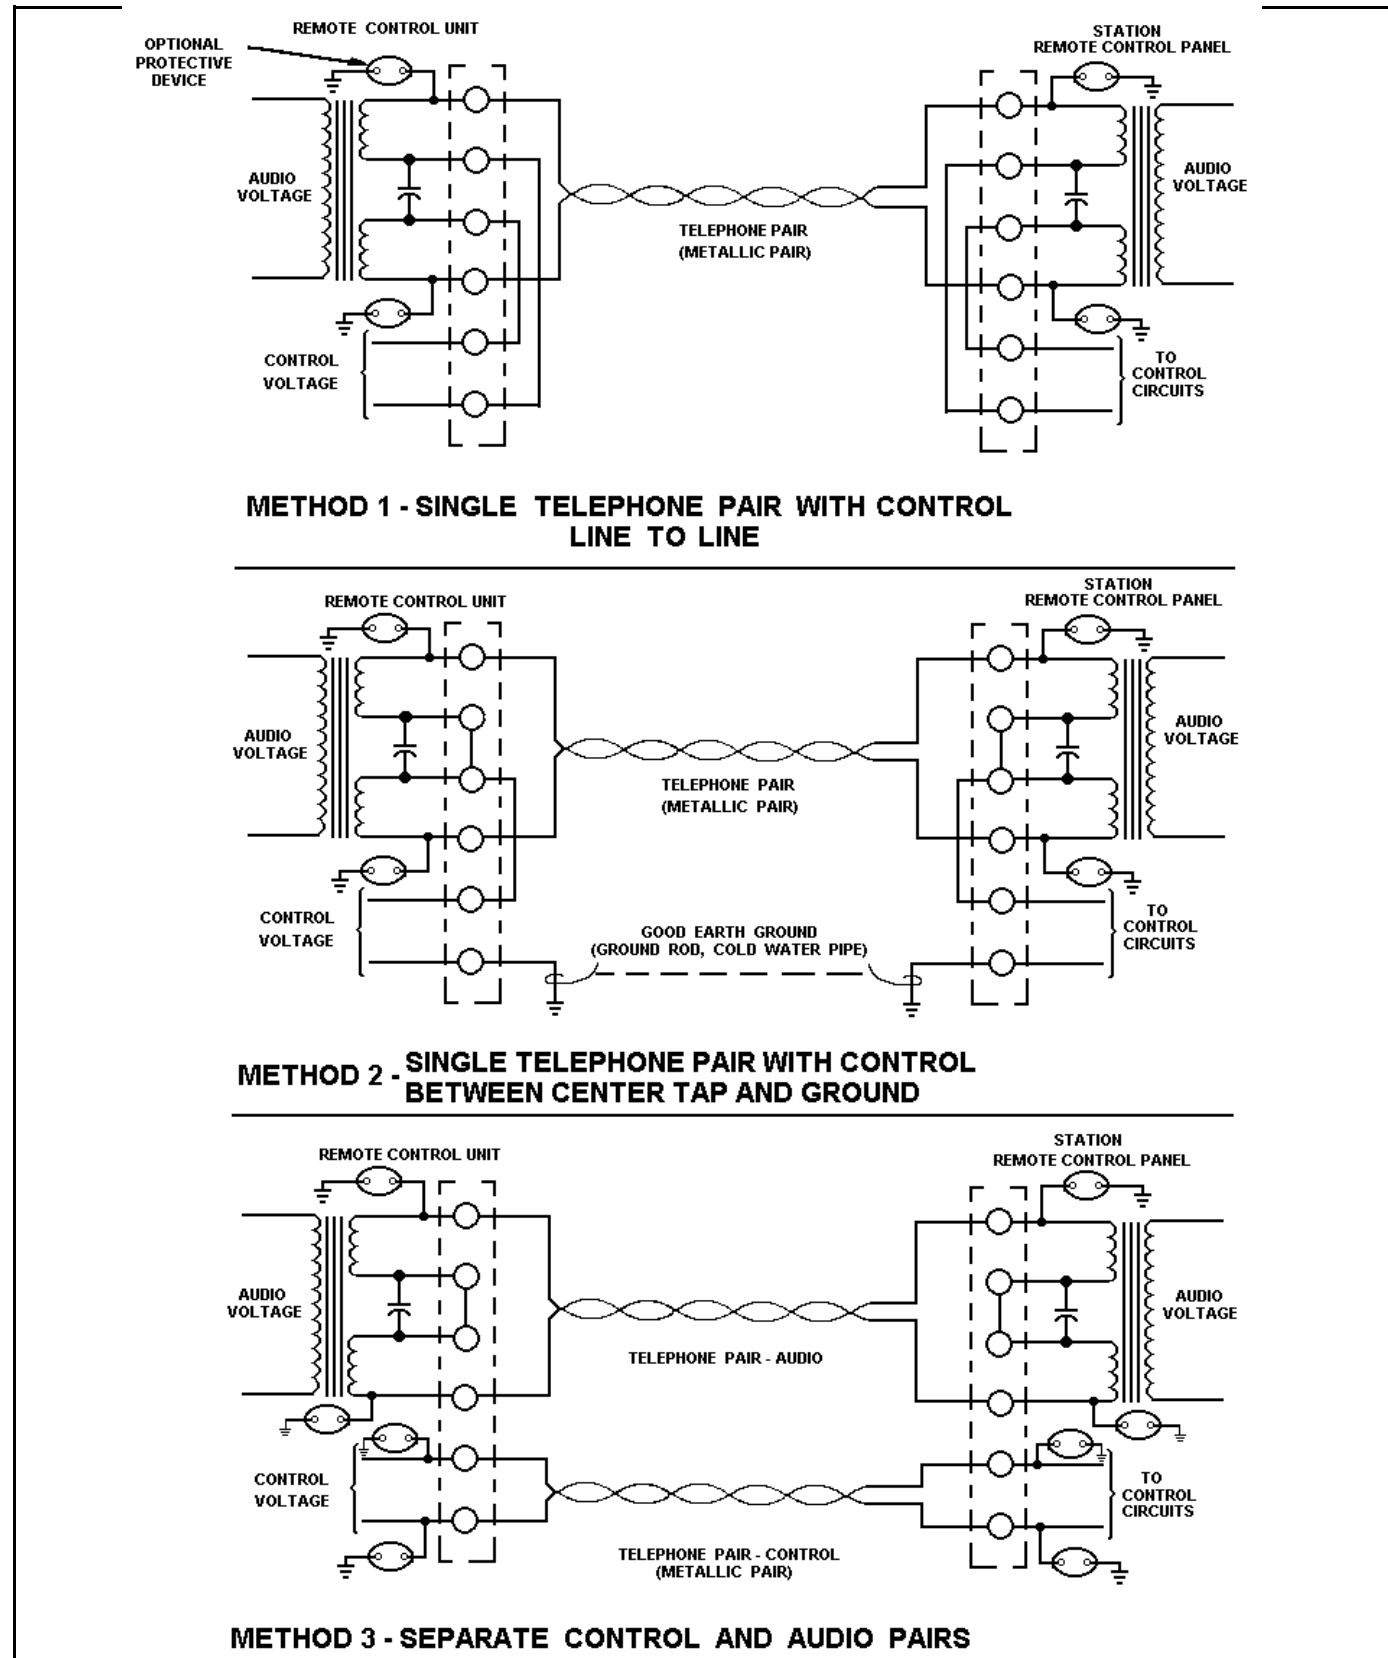 REMOTE CONTROL UNIT
STATION
REMOTE CONTROL PANEL
OPTIONAL
PROTECTIVE
DEVICE
AUDIO
VOLTAGE
AUDIO
VOLTAGE
TELEPHONE PAIR
(METALLIC PAIR)
CONTROL
VOLTAGE
TO
CONTROL
CIRCUITS
METHOD 1 - SINGLE TELEPHONE PAIR WITH CONTROL
LINE TO LINE
REMOTE CONTROL UNIT
STATION
REMOTE CONTROL PANEL
AUDIO
VOLTAGE
AUDIO
VOLTAGE
TELEPHONE PAIR
(METALLIC PAIR)
CONTROL
VOLTAGE
GOOD EARTH GROUND
(GROUND ROD, COLD WATER PIPE)
TO
CONTROL
CIRCUITS
METHOD 2 - SINGLE TELEPHONE PAIR WITH CONTROL
BETWEEN CENTER TAP AND GROUND
REMOTE CONTROL UNIT
STATION
REMOTE CONTROL PANEL
AUDIO
VOLTAGE
AUDIO
VOLTAGE
TELEPHONE PAIR - AUDIO
CONTROL
VOLTAGE
TO
CONTROL
CIRCUITS
TELEPHONE PAIR - CONTROL
(METALLIC PAIR)
METHOD 3 - SEPARATE CONTROL AND AUDIO PAIRS